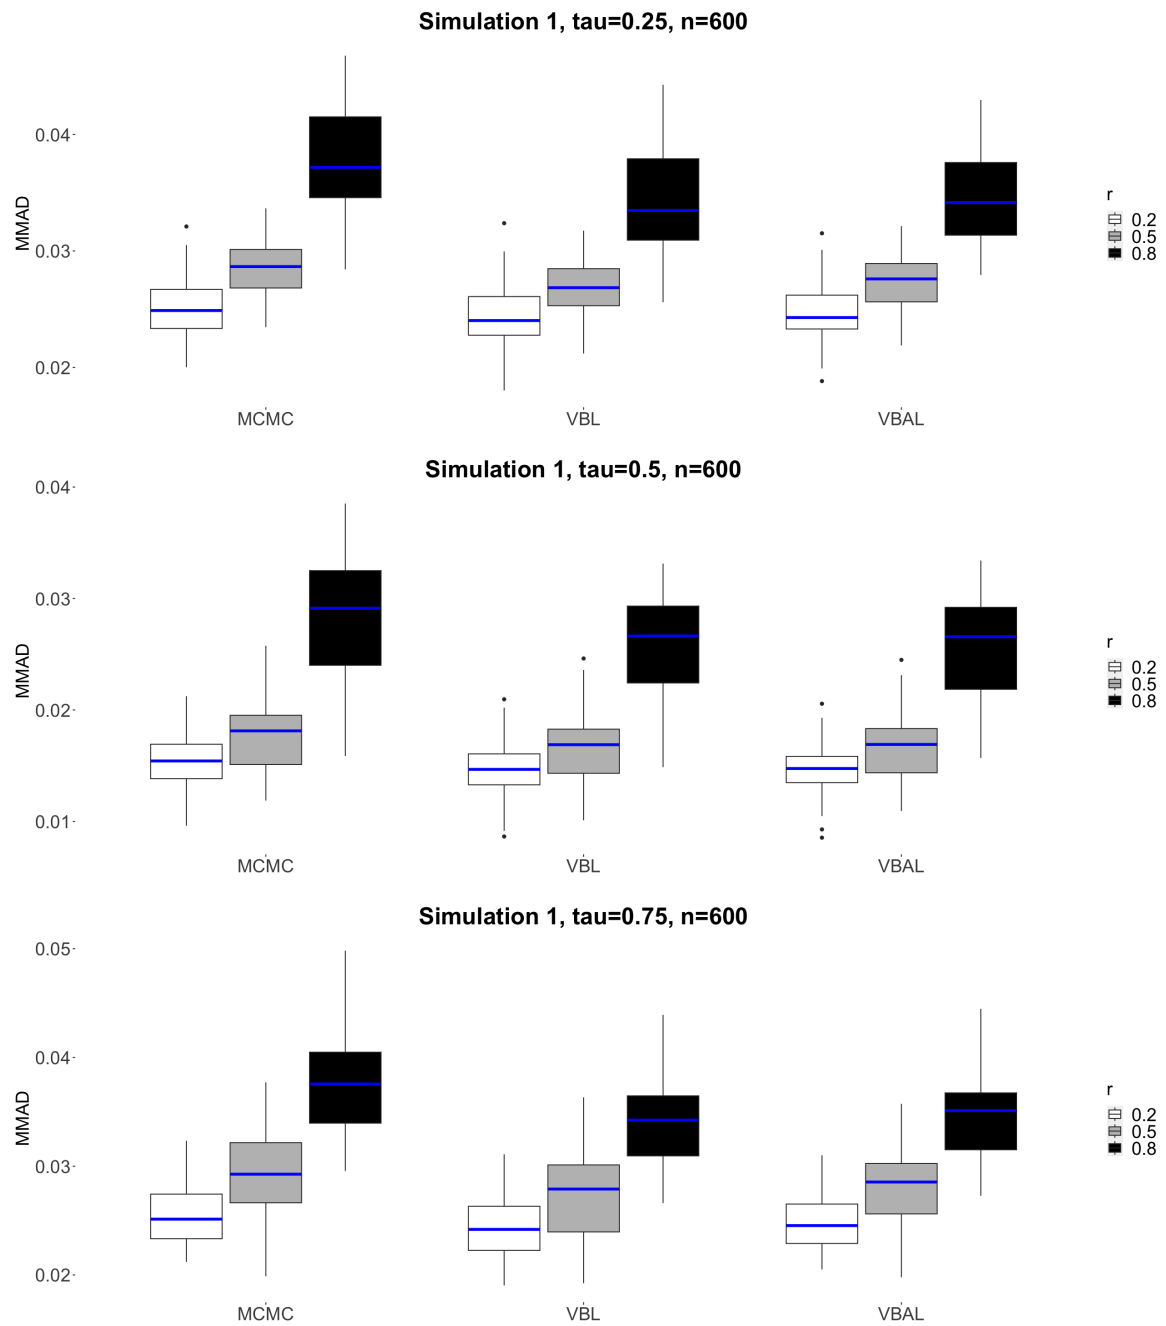 Simulation 1, tau=0.25, n=600
MMAD
0.04
0.03
0.02
MCMC VBL VBAL
r
0.2
0.5
0.8
Simulation 1, tau=0.5, n=600
MMAD
0.04
0.03
0.02
0.01
MCMC VBL VBAL
r
0.2
0.5
0.8
Simulation 1, tau=0.75, n=600
MMAD
0.05
0.04
0.03
0.02
MCMC VBL VBAL
r
0.2
0.5
0.8